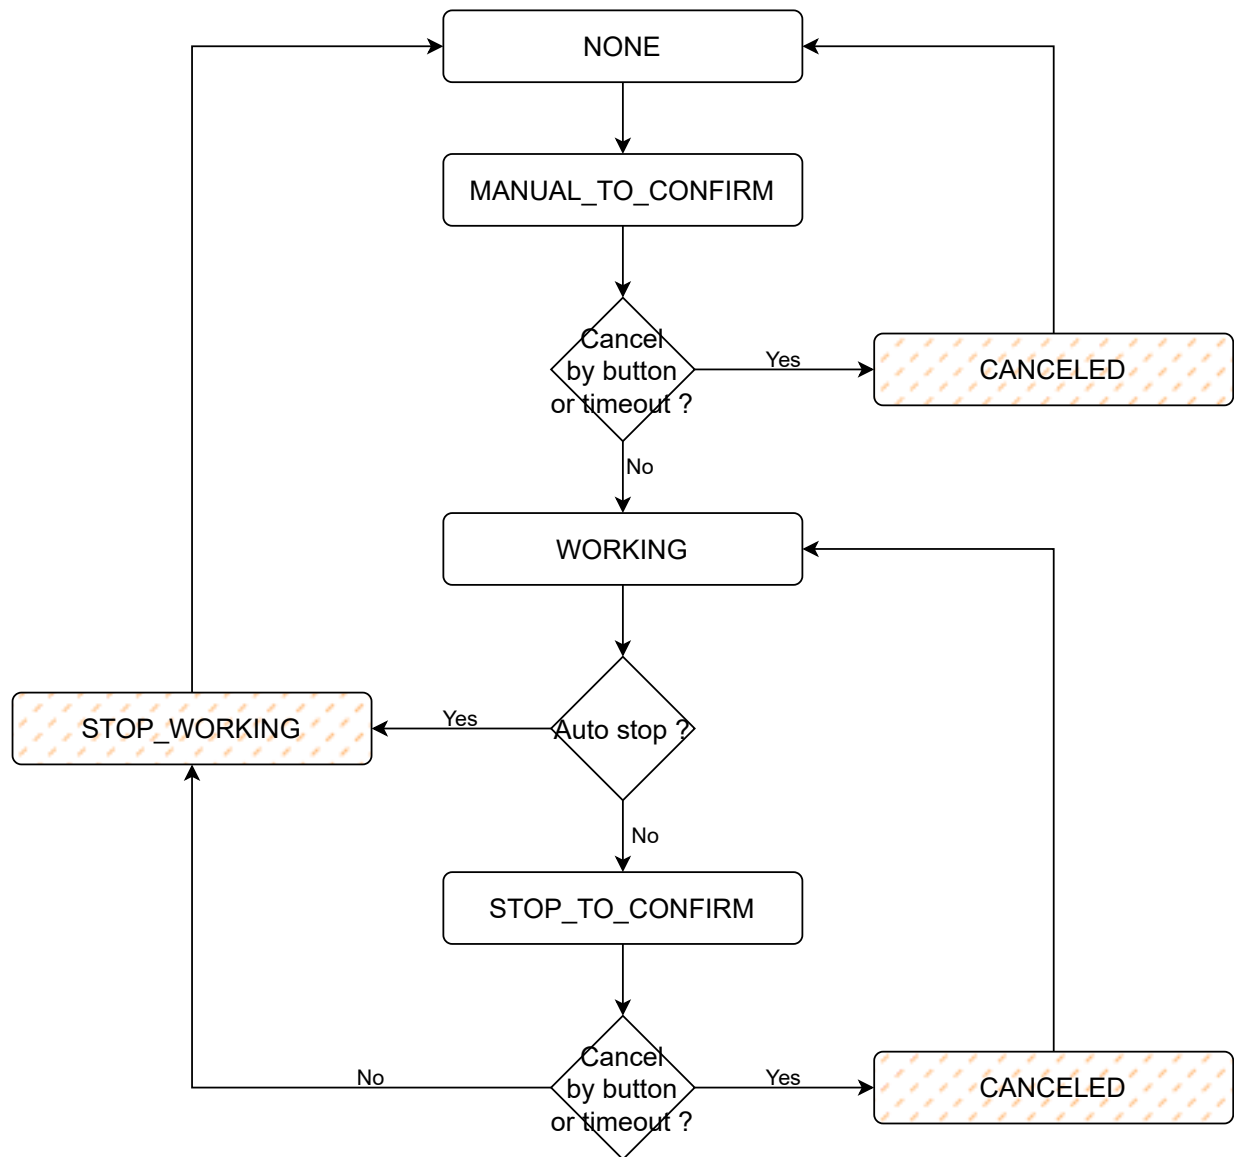 NONE
MANUAL_TO_CONFIRM
Cancel
by button
or timeout ?
Yes
CANCELED
No
WORKING
STOP_WORKING
Yes
Auto stop ?
No
STOP_TO_CONFIRM
No
Cancel
by button
or timeout ?
Yes
CANCELED